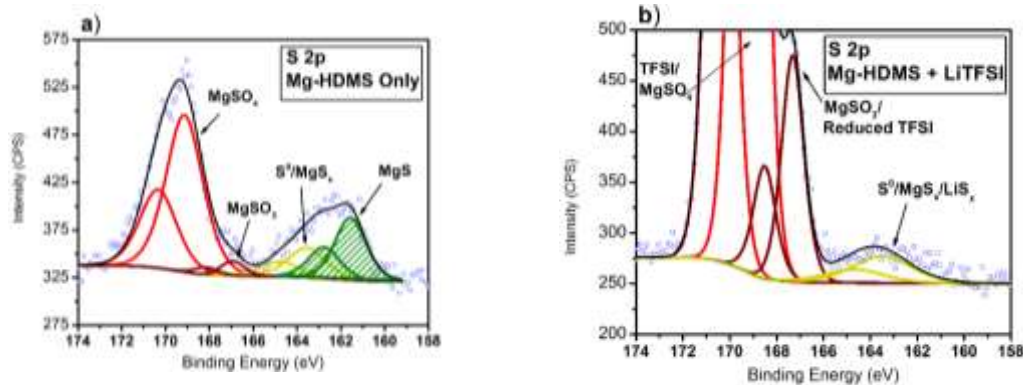 a)
S 2p
Mg-HDMS Only
MgSO₄
MgSO₃
S⁰/MgSₓ
MgS
Intensity (CPS)
575
525
475
425
375
325
275
174 172 170 168 166 164 162 160 158
Binding Energy (eV)
b)
S 2p
Mg-HDMS + LiTFSI
TFSI/
MgSO₄
MgSO₃/
Reduced TFSI
S⁰/MgSₓ/LiSₓ
Intensity (CPS)
500
450
400
350
300
250
200
174 172 170 168 166 164 162 160 158
Binding Energy (eV)